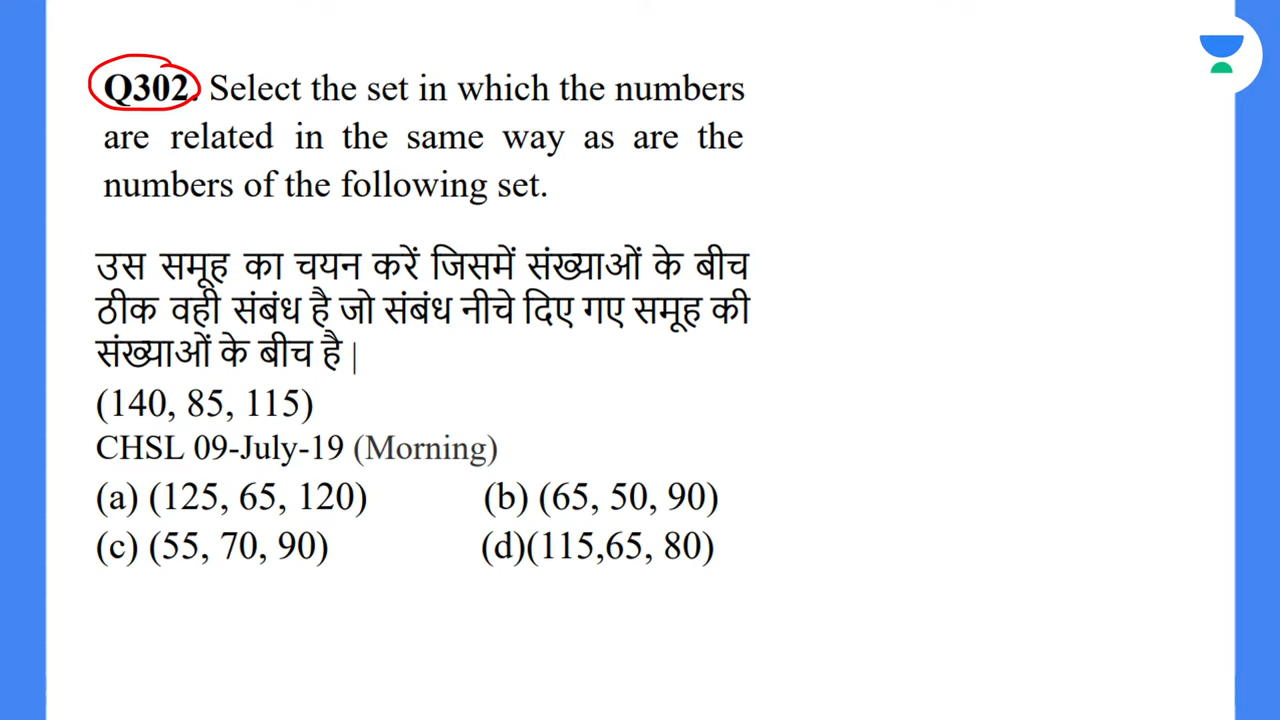 Q302. Select the set in which the numbers
are related in the same way as are the
numbers of the following set.
उस समूह का चयन करें जिसमें संख्याओं के बीच
ठीक वही संबंध है जो संबंध नीचे दिए गए समूह की
संख्याओं के बीच है |
(140, 85, 115)
CHSL 09-July-19 (Morning)
(a) (125, 65, 120) (b) (65, 50, 90)
(c) (55, 70, 90) (d)(115,65, 80)